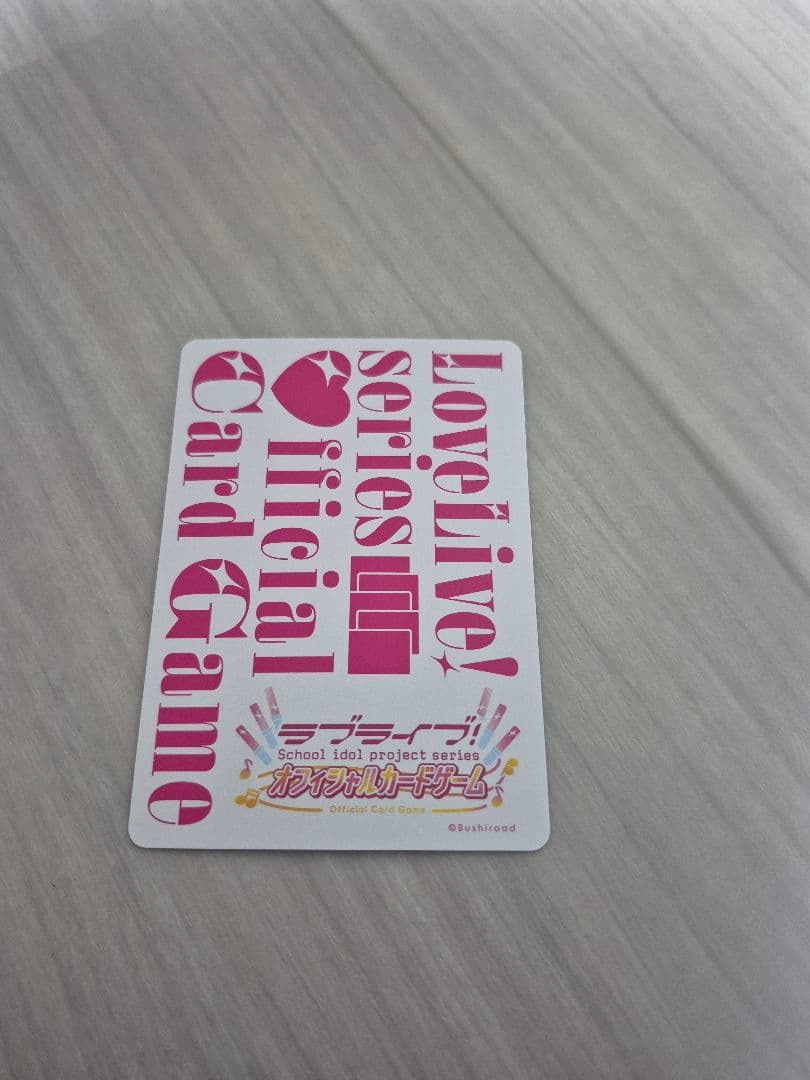 LoveLive!
series
♥fficial
Card Game
ラブライブ!
School idol project series
オフィシャルカードゲーム
Official Card Game
©Bushiroad